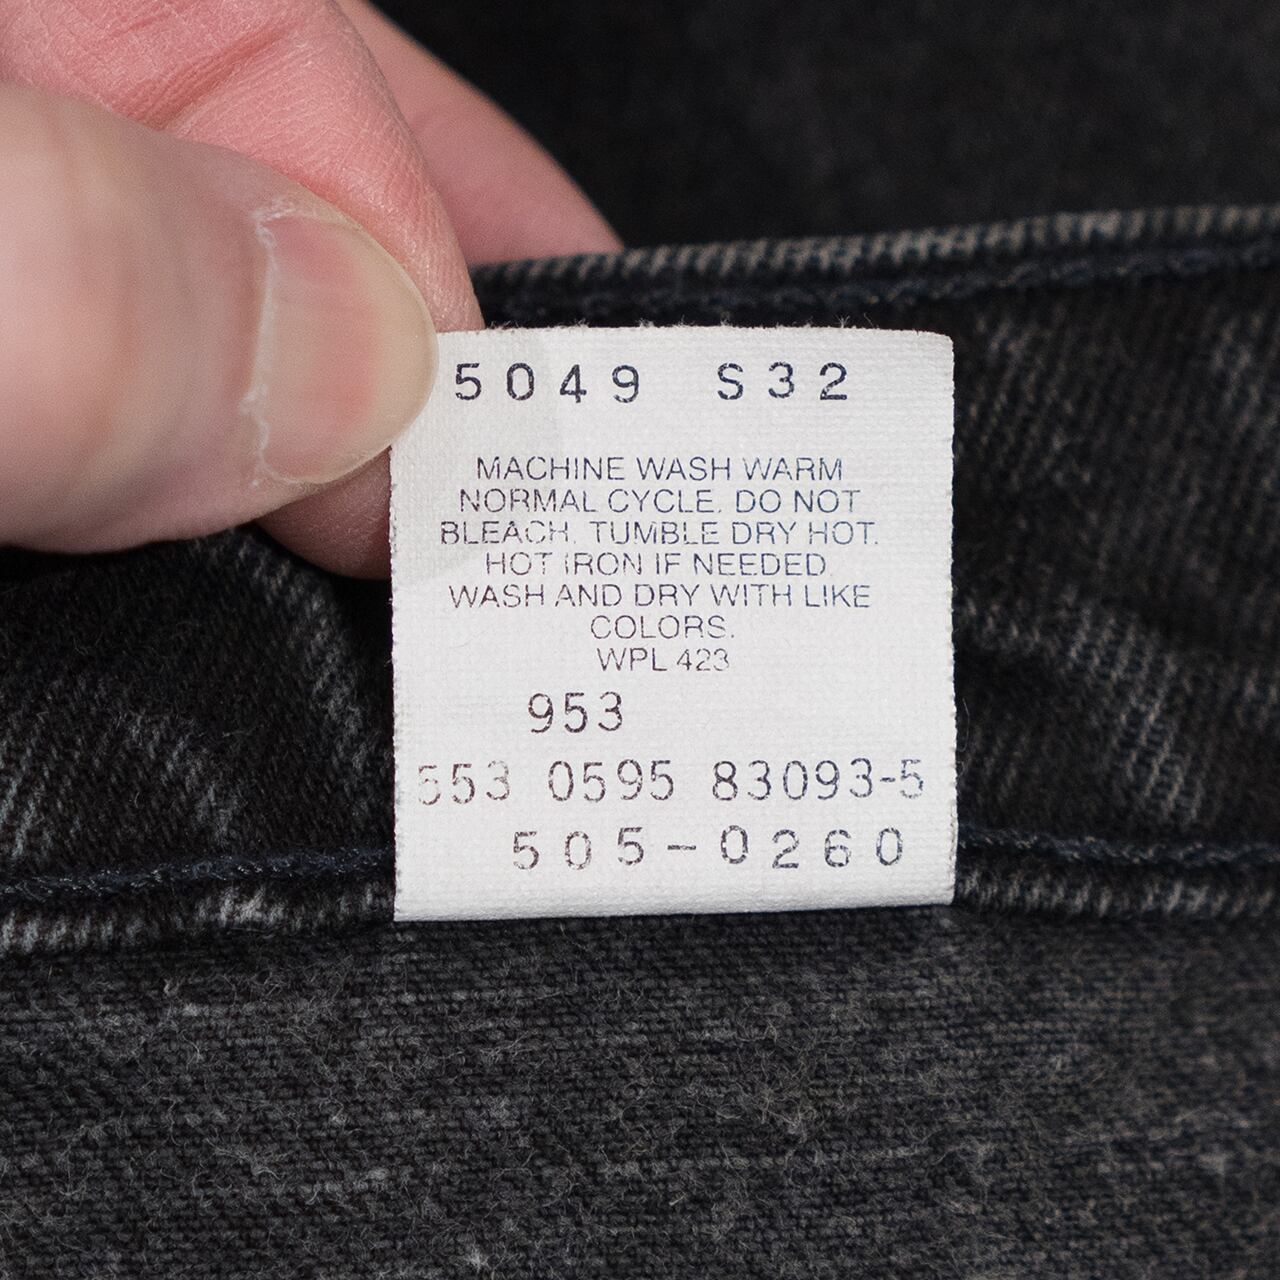 5049 S32
MACHINE WASH WARM
NORMAL CYCLE. DO NOT
BLEACH. TUMBLE DRY HOT.
HOT IRON IF NEEDED
WASH AND DRY WITH LIKE
COLORS.
WPL 423
953
553 0595 83093-5
505-0260